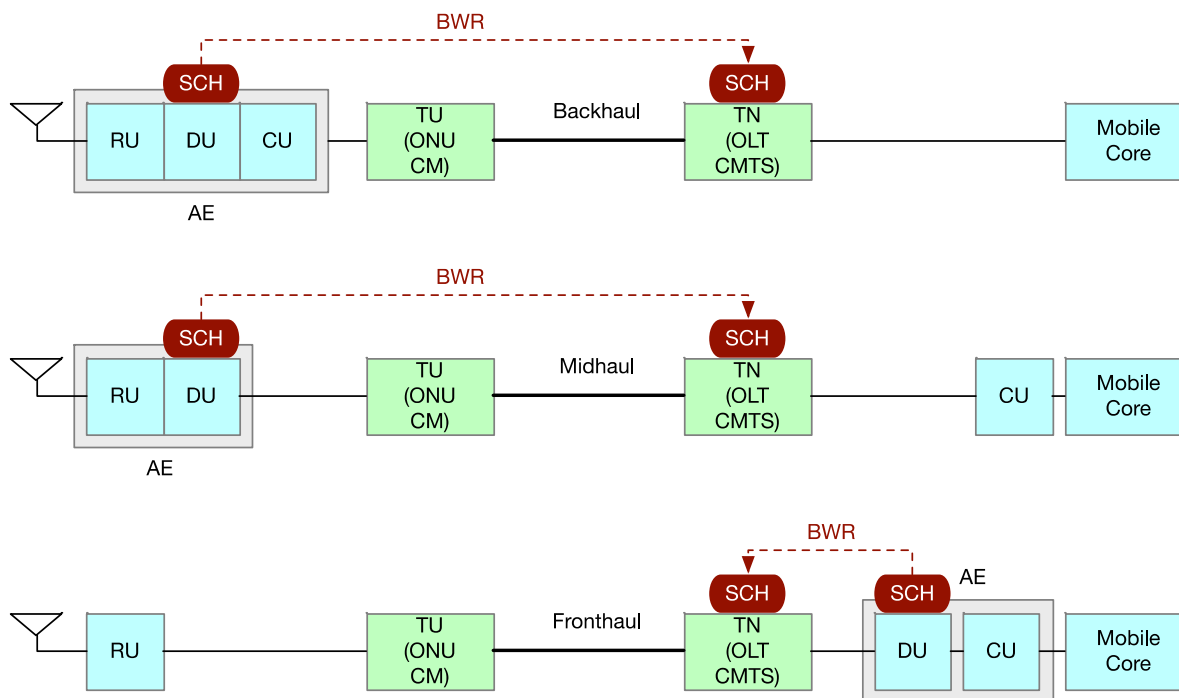 BWR
SCH
SCH
RU
DU
CU
TU
(ONU
CM)
Backhaul
TN
(OLT
CMTS)
Mobile
Core
AE
BWR
SCH
SCH
RU
DU
TU
(ONU
CM)
Midhaul
TN
(OLT
CMTS)
CU
Mobile
Core
AE
BWR
SCH
SCH
AE
RU
TU
(ONU
CM)
Fronthaul
TN
(OLT
CMTS)
DU
CU
Mobile
Core